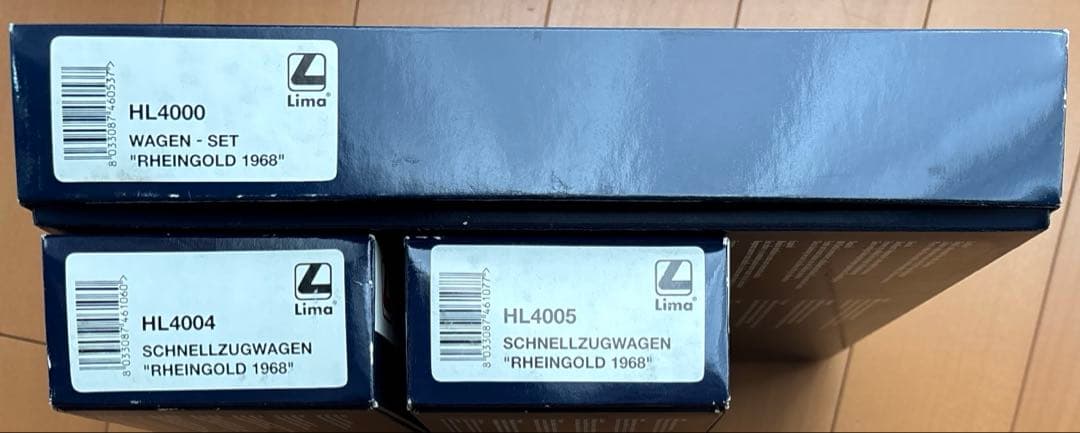 Lima®
HL4000
WAGEN - SET
"RHEINGOLD 1968"
8 033087 460537 >
Lima®
HL4004
SCHNELLZUGWAGEN
"RHEINGOLD 1968"
8 033087 461060 >
Lima®
HL4005
SCHNELLZUGWAGEN
"RHEINGOLD 1968"
8 033087 461077 >